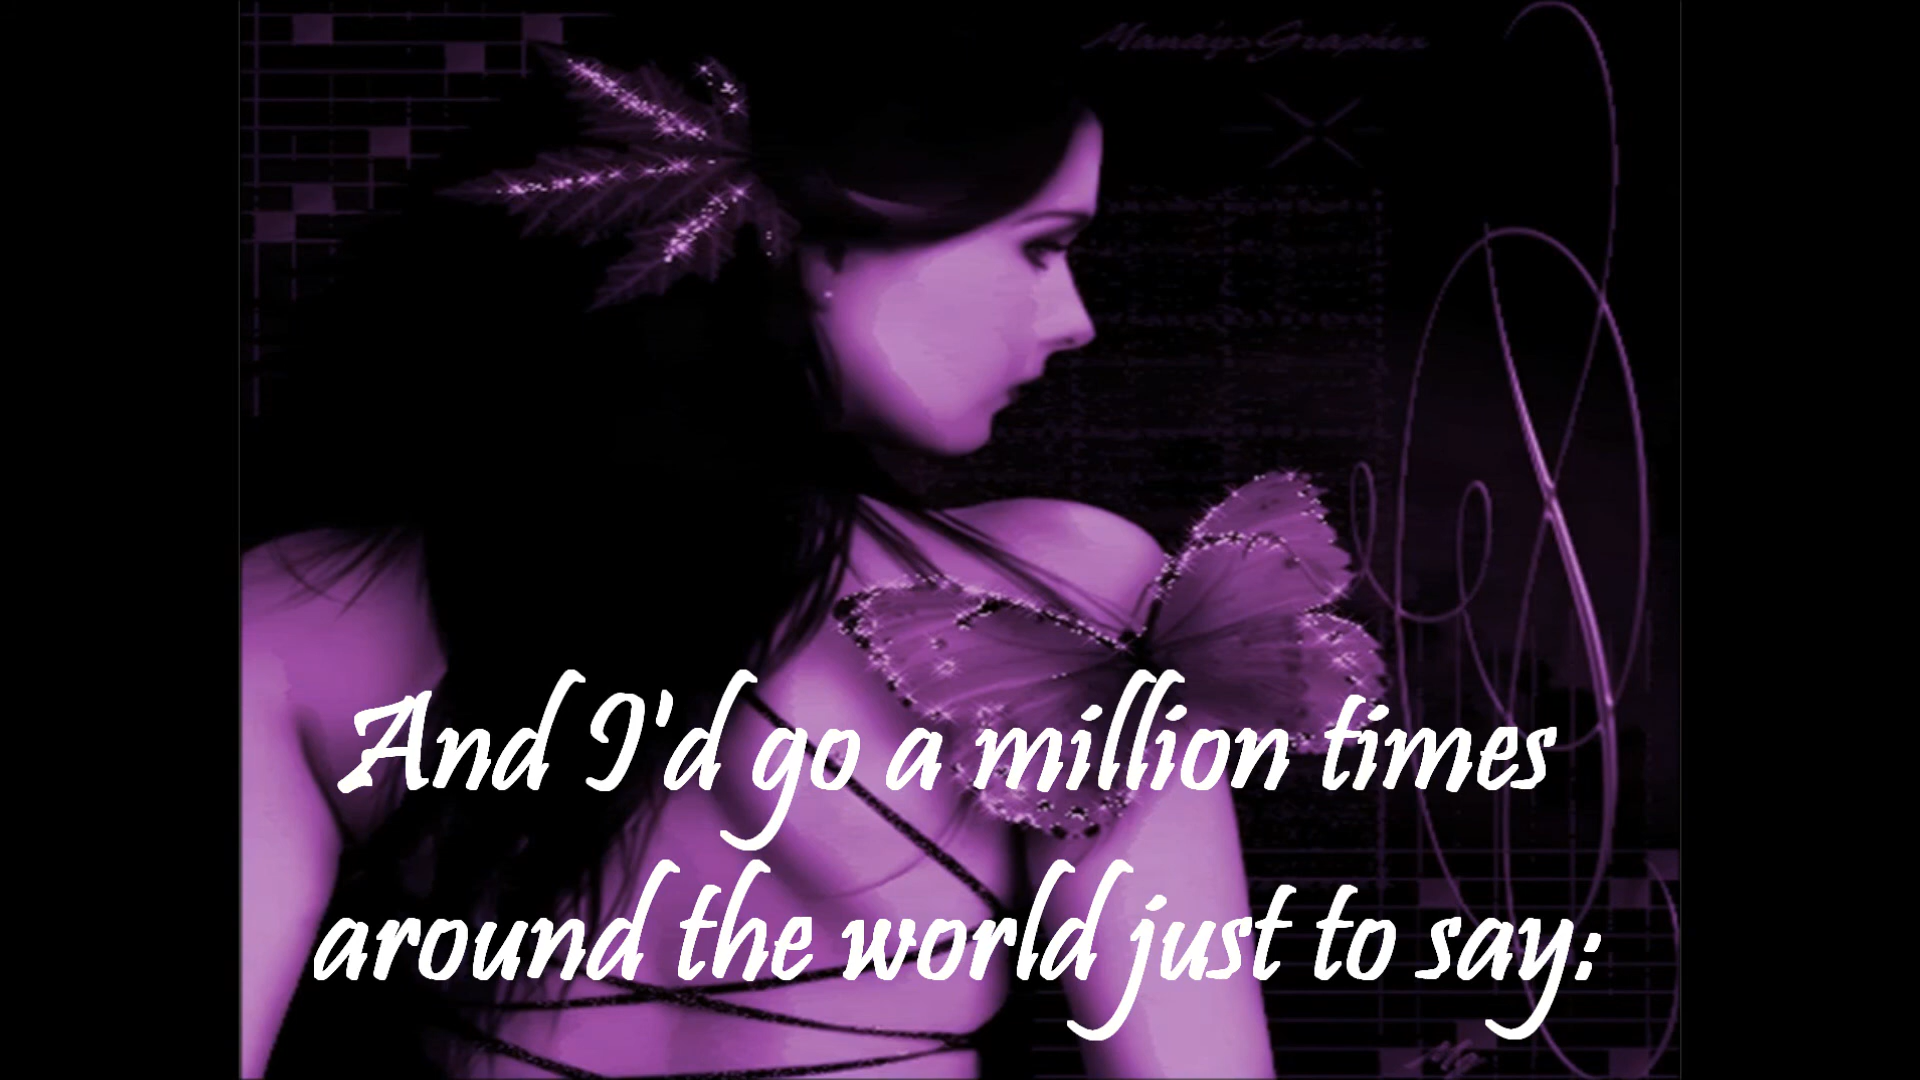 And I'd go a million times
around the world just to say: